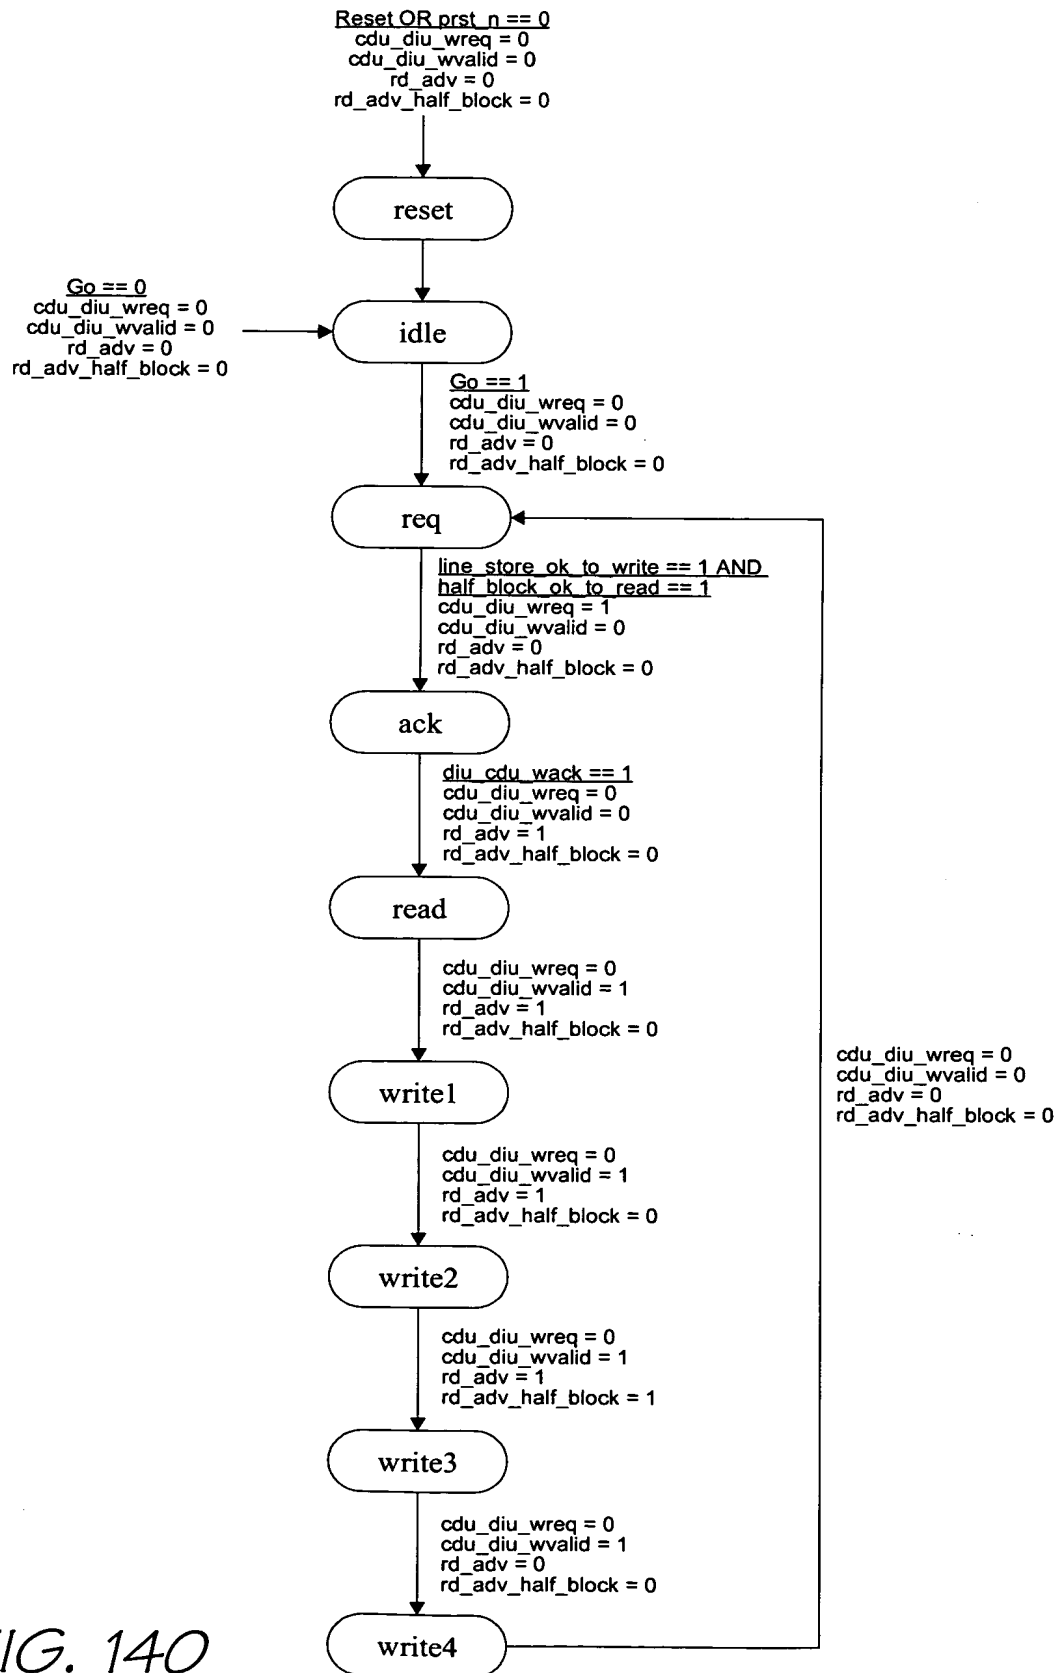 Reset OR prst_n == 0
cdu_diu_wreq = 0
cdu_diu_wvalid = 0
rd_adv = 0
rd_adv_half_block = 0
reset
Go == 0
cdu_diu_wreq = 0
cdu_diu_wvalid = 0
rd_adv = 0
rd_adv_half_block = 0
idle
Go == 1
cdu_diu_wreq = 0
cdu_diu_wvalid = 0
rd_adv = 0
rd_adv_half_block = 0
req
line_store_ok_to_write == 1 AND
half_block_ok_to_read == 1
cdu_diu_wreq = 1
cdu_diu_wvalid = 0
rd_adv = 0
rd_adv_half_block = 0
ack
diu_cdu_wack == 1
cdu_diu_wreq = 0
cdu_diu_wvalid = 0
rd_adv = 1
rd_adv_half_block = 0
read
cdu_diu_wreq = 0
cdu_diu_wvalid = 1
rd_adv = 1
rd_adv_half_block = 0
write1
cdu_diu_wreq = 0
cdu_diu_wvalid = 0
rd_adv = 0
rd_adv_half_block = 0
cdu_diu_wreq = 0
cdu_diu_wvalid = 1
rd_adv = 1
rd_adv_half_block = 0
write2
cdu_diu_wreq = 0
cdu_diu_wvalid = 1
rd_adv = 1
rd_adv_half_block = 1
write3
cdu_diu_wreq = 0
cdu_diu_wvalid = 1
rd_adv = 0
rd_adv_half_block = 0
write4
IG. 140